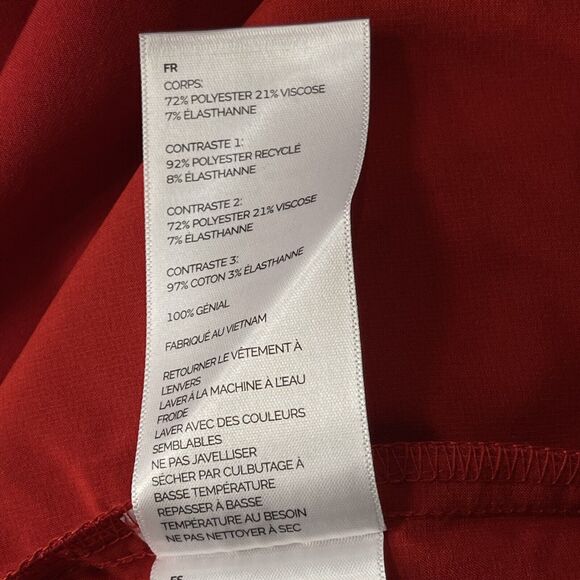 FR
CORPS:
72% POLYESTER 21% VISCOSE
7% ÉLASTHANNE
CONTRASTE 1:
92% POLYESTER RECYCLÉ
8% ÉLASTHANNE
CONTRASTE 2:
72% POLYESTER 21% VISCOSE
7% ÉLASTHANNE
CONTRASTE 3:
97% COTON 3% ÉLASTHANNE
100% GÉNIAL
FABRIQUÉ AU VIETNAM
RETOURNER LE VÊTEMENT À
L'ENVERS
LAVER À LA MACHINE À L'EAU
FROIDE
LAVER AVEC DES COULEURS
SEMBLABLES
NE PAS JAVELLISER
SÉCHER PAR CULBUTAGE À
BASSE TEMPÉRATURE
REPASSER À BASSE
TEMPÉRATURE AU BESOIN
NE PAS NETTOYER À SEC
ES